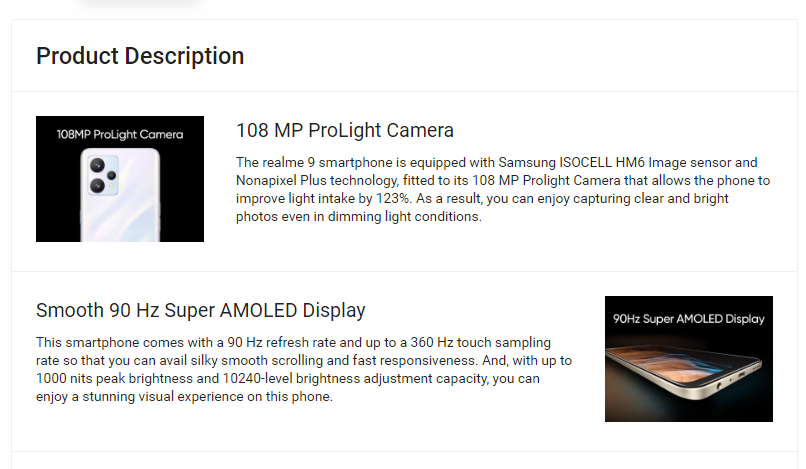 Product Description
108MP ProLight Camera
108 MP ProLight Camera
The realme 9 smartphone is equipped with Samsung ISOCELL HM6 Image sensor and
Nonapixel Plus technology, fitted to its 108 MP Prolight Camera that allows the phone to
improve light intake by 123%. As a result, you can enjoy capturing clear and bright
photos even in dimming light conditions.
Smooth 90 Hz Super AMOLED Display
This smartphone comes with a 90 Hz refresh rate and up to a 360 Hz touch sampling
rate so that you can avail silky smooth scrolling and fast responsiveness. And, with up to
1000 nits peak brightness and 10240-level brightness adjustment capacity, you can
enjoy a stunning visual experience on this phone.
90Hz Super AMOLED Display